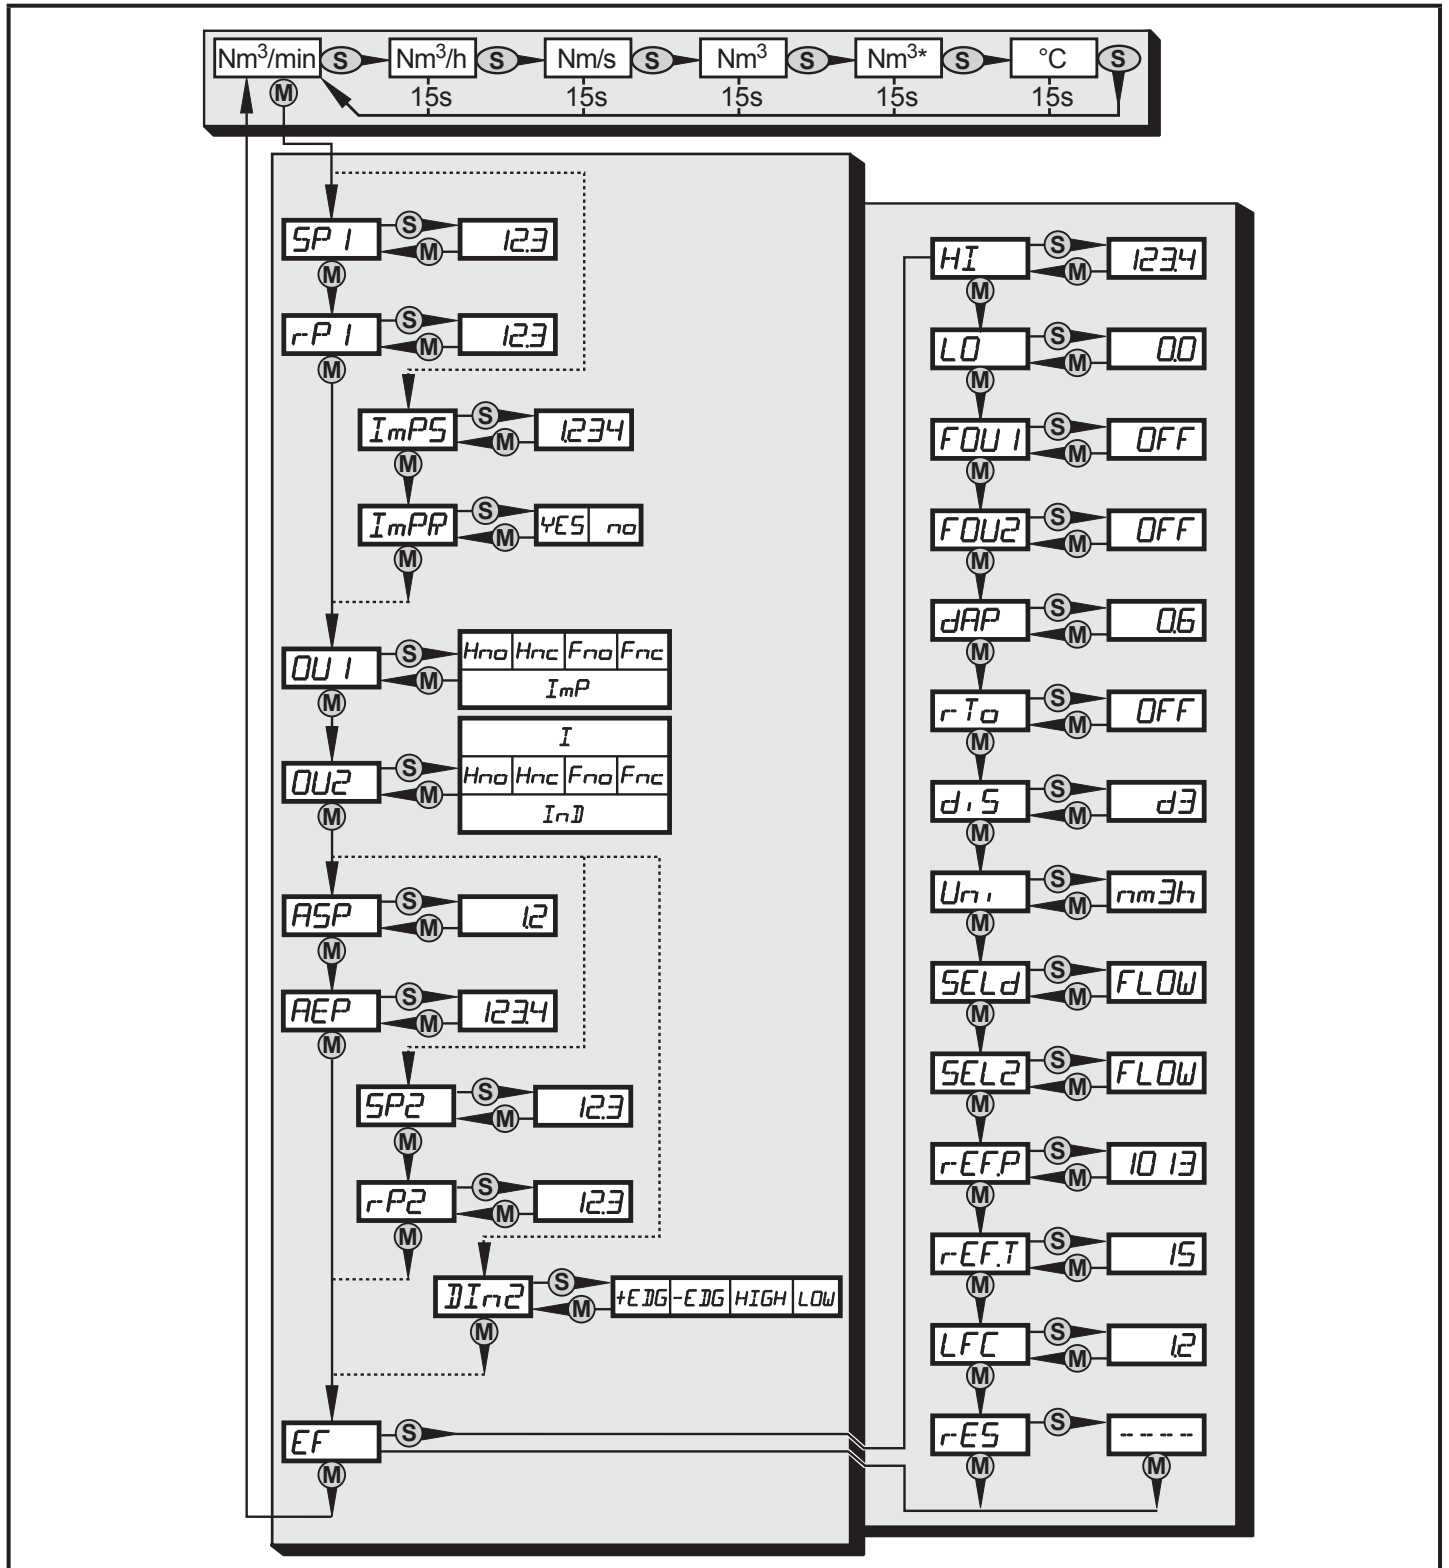 Nm³/min S Nm³/h S Nm/s S Nm³ S Nm³* S °C S
M 15s 15s 15s 15s 15s
SP1 S 12.3
M
M
rP1 S 12.3
M
M
ImPS S 1.234
M
M
ImPR S YES no
M
M
OU1 S Hno Hnc Fno Fnc
M ImP
M
I
OU2 S Hno Hnc Fno Fnc
M InD
M
ASP S 1.2
M
M
AEP S 123.4
M
M
SP2 S 12.3
M
M
rP2 S 12.3
M
M
DIn2 S +EDG -EDG HIGH LOW
M
M
EF S
M
HI S 123.4
M
M
LO S 0.0
M
M
FOU1 S OFF
M
M
FOU2 S OFF
M
M
dAP S 0.6
M
M
rTo S OFF
M
M
diS S d3
M
M
Uni S nm3h
M
M
SELd S FLOW
M
M
SEL2 S FLOW
M
M
rEF.P S 1013
M
M
rEF.T S 15
M
M
LFC S 1.2
M
M
rES S ----
M M